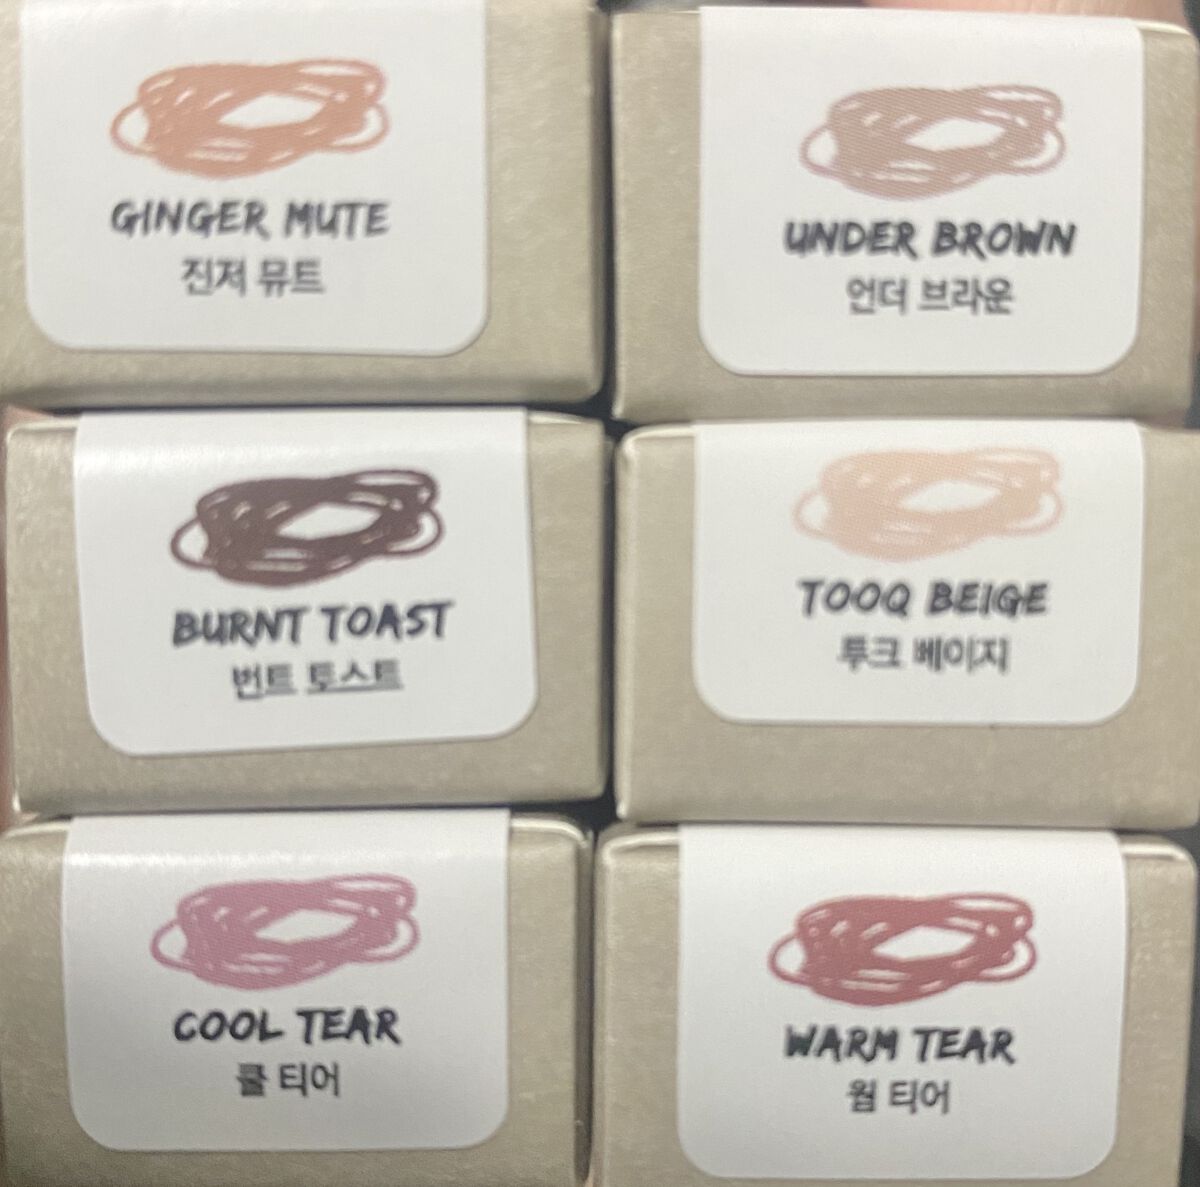 GINGER MUTE
진저 뮤트
UNDER BROWN
언더 브라운
BURNT TOAST
번트 토스트
TOOQ BEIGE
투크 베이지
COOL TEAR
쿨 티어
WARM TEAR
웜 티어